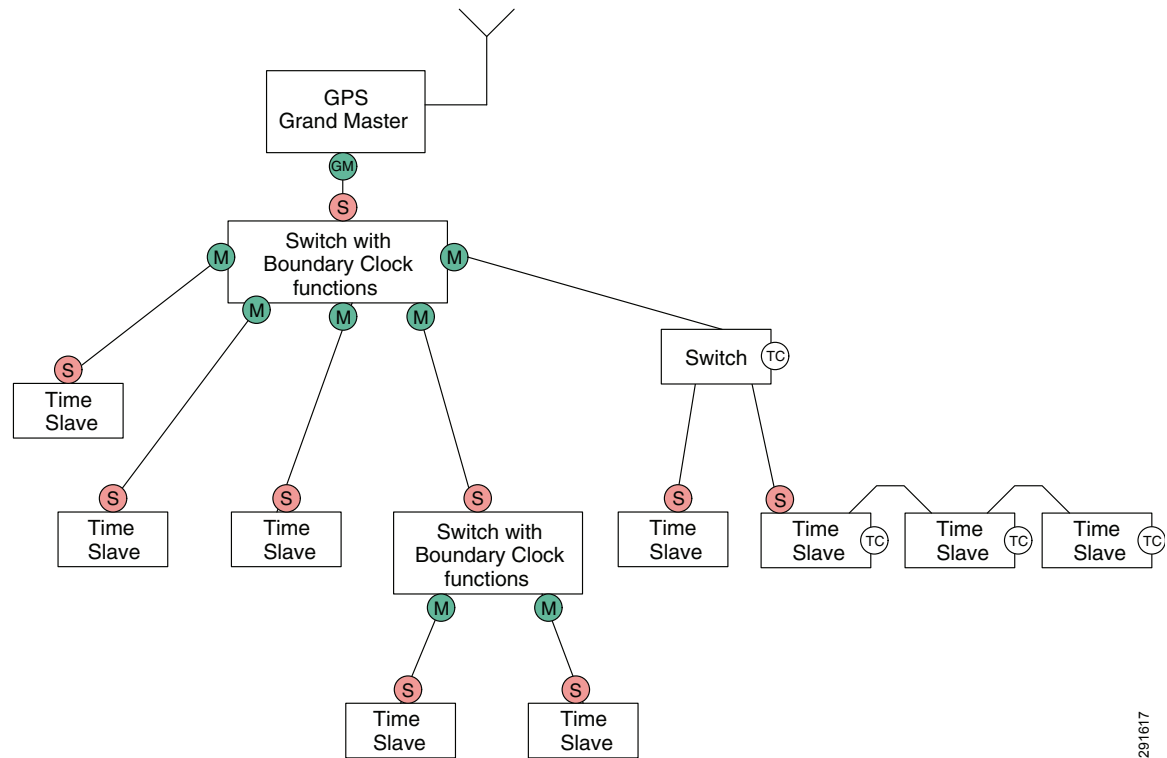 GPS
Grand Master
GM
S
Switch with
Boundary Clock
functions
M
M
M
M
M
Switch
TC
S
Time
Slave
S
Time
Slave
S
Time
Slave
S
Switch with
Boundary Clock
functions
S
Time
Slave
S
Time
Slave
TC
Time
Slave
TC
Time
Slave
TC
M
M
S
Time
Slave
S
Time
Slave
291617